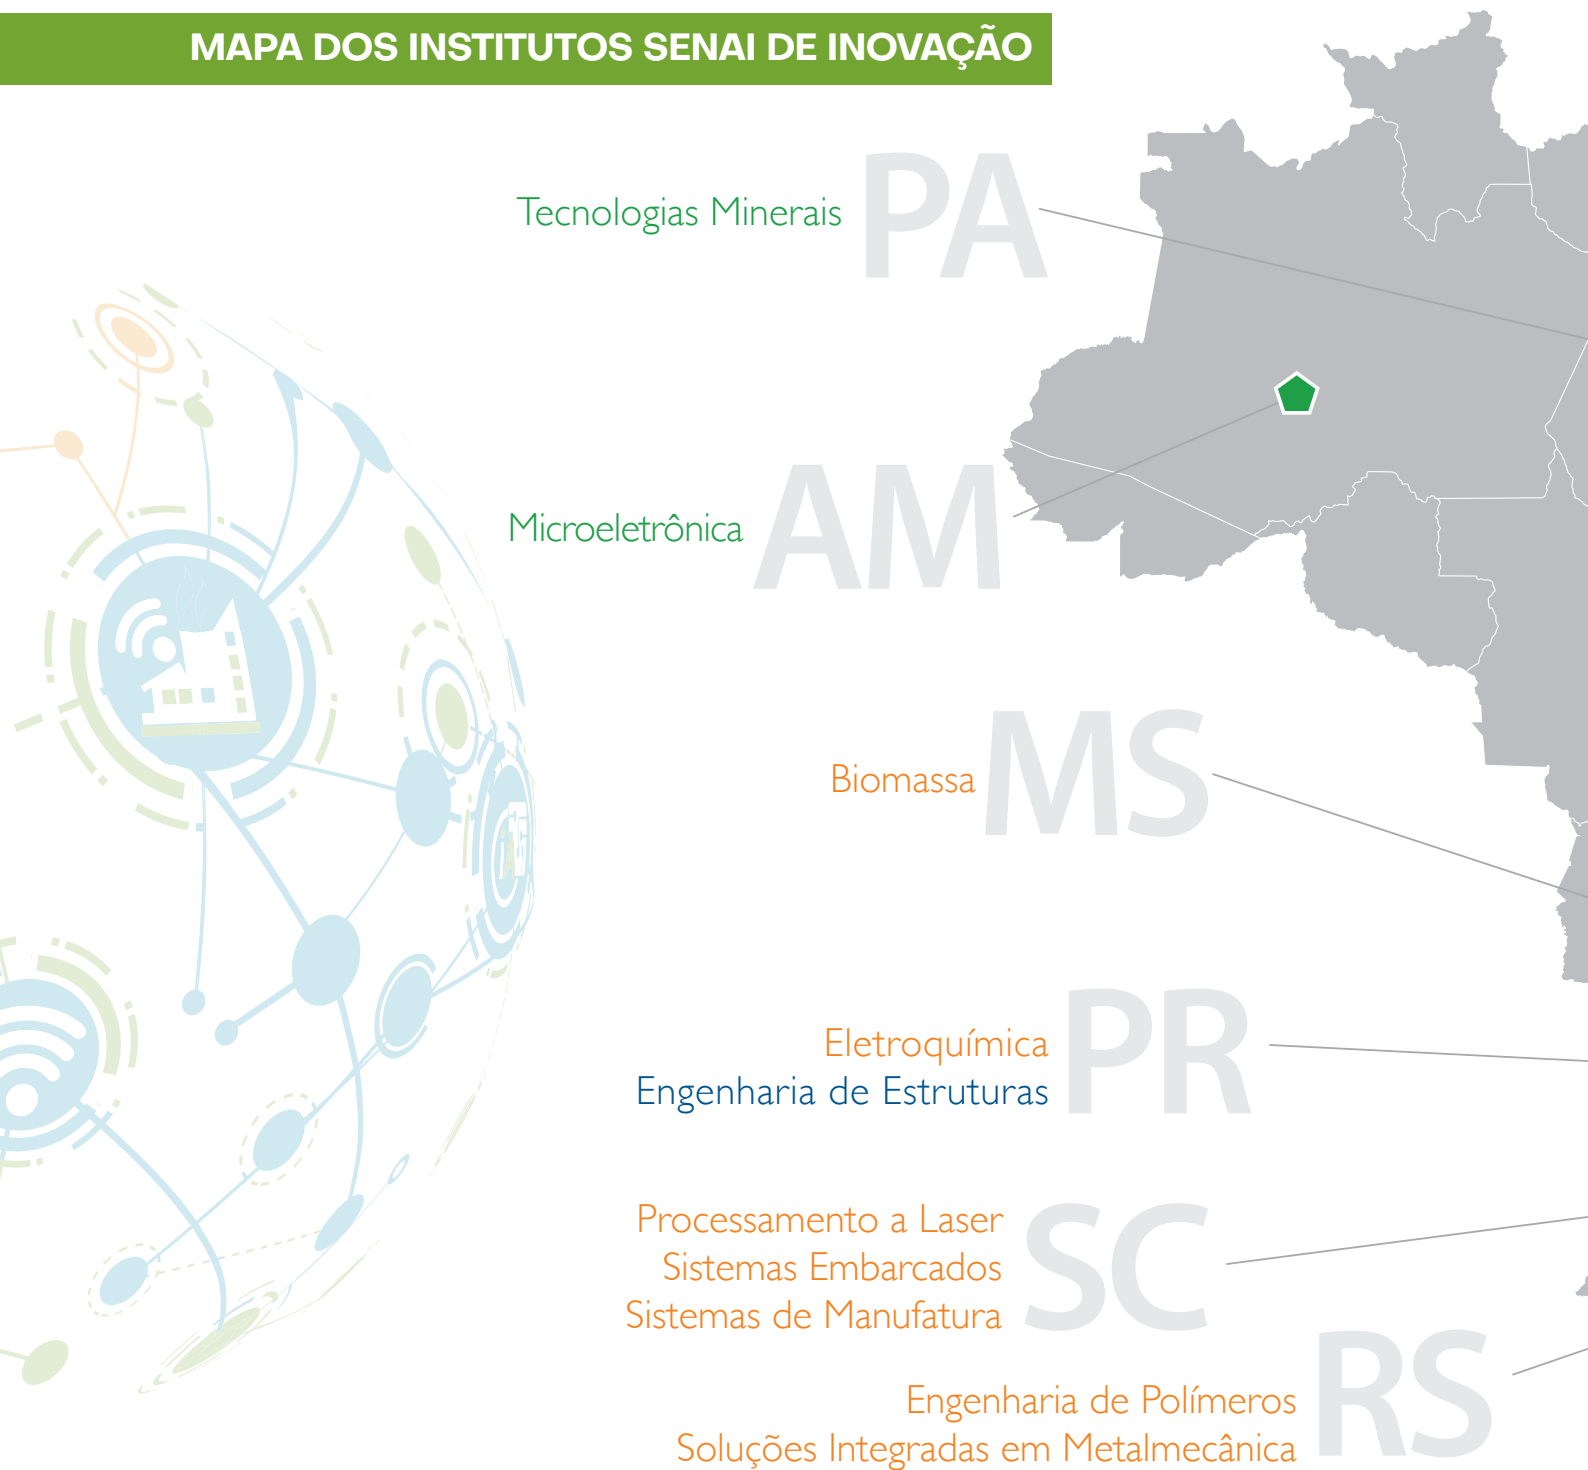 MAPA DOS INSTITUTOS SENAI DE INOVAÇÃO
Tecnologias Minerais PA
Microeletrônica AM
Biomassa MS
Eletroquímica
Engenharia de Estruturas
PR
Processamento a Laser
Sistemas Embarcados
Sistemas de Manufatura
SC
Engenharia de Polímeros
Soluções Integradas em Metalmecânica
RS